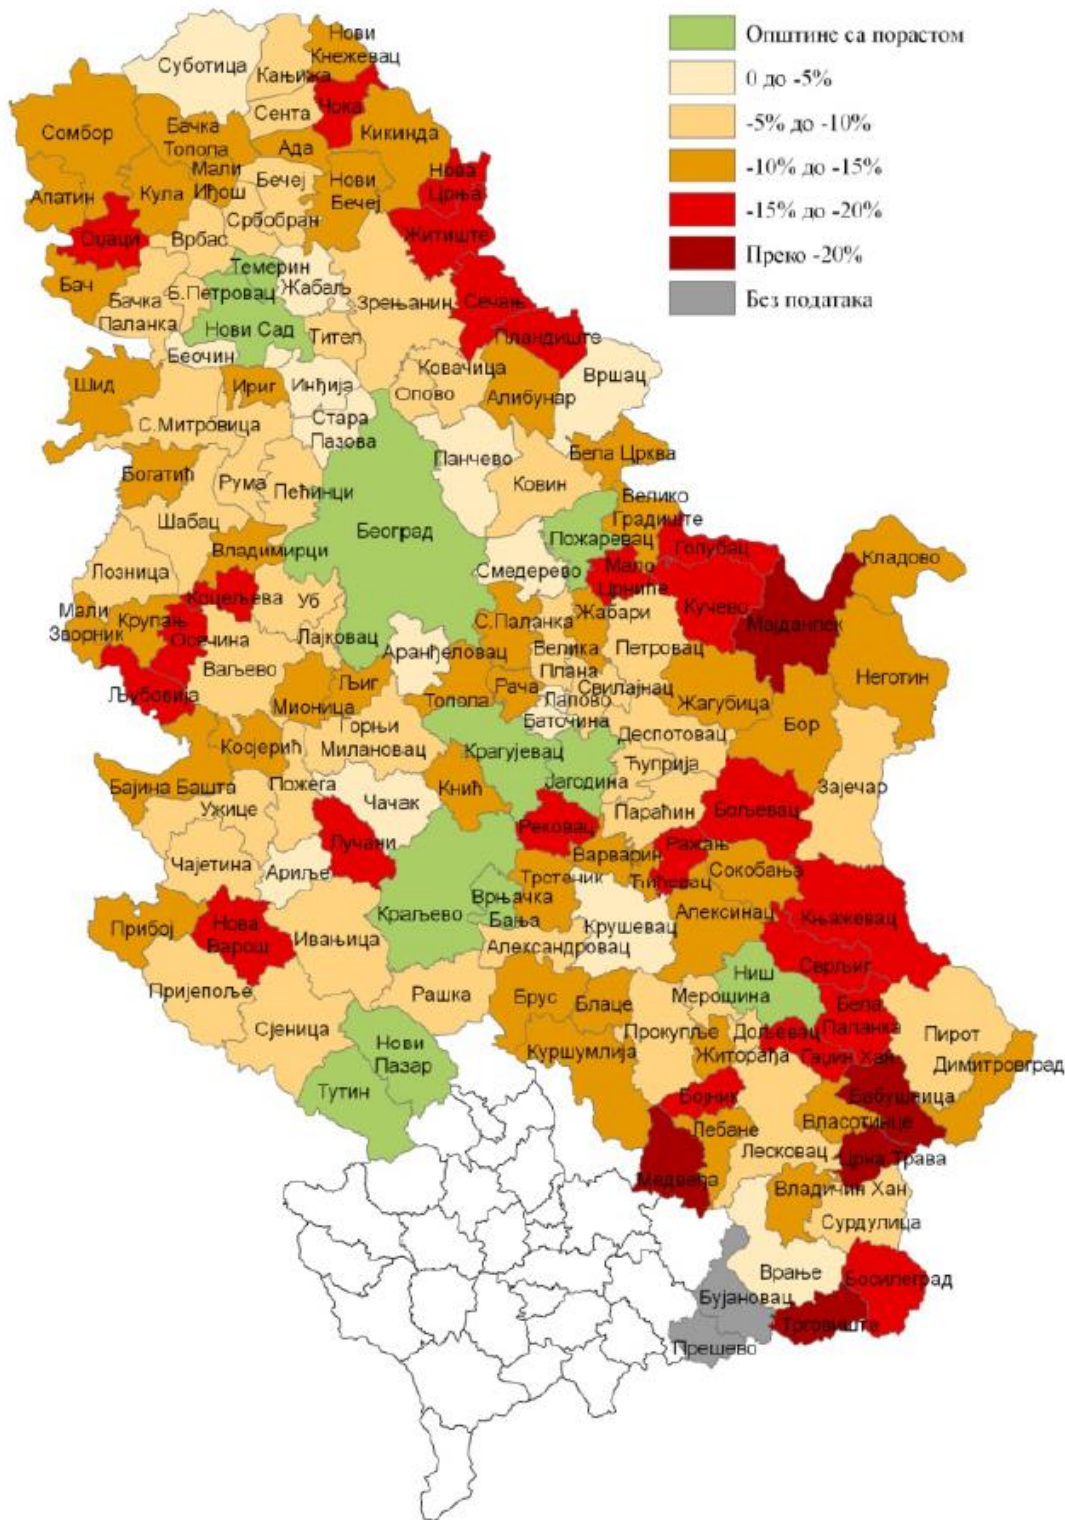 Општине са порастом
0 до -5%
-5% до -10%
-10% до -15%
-15% до -20%
Преко -20%
Без података
Суботица
Кањижа
Нови
Кнежевац
Чока
Сента
Сомбор
Бачка
Топола
Ада
Кикинда
Мали
Иђош
Бечеј
Нови
Бечеј
Нова
Црња
Апатин
Кула
Оџаци
Врбас
Србобран
Житиште
Бач
Темерин
Жабаљ
Б.Петровац
Бачка
Паланка
Зрењанин
Сечањ
Нови Сад
Тител
Пландиште
Беочин
Шид
Ириг
Инђија
Ковачица
Опово
Алибунар
Вршац
С.Митровица
Стара
Пазова
Панчево
Бела Црква
Богатић
Рума
Пећинци
Ковин
Шабац
Београд
Велико
Градиште
Пожаревац
Голубац
Кладово
Владимирци
Лозница
Смедерево
Мало
Црниће
Коцељева
Уб
Кучево
Мали
Зворник
Крупањ
Осечина
С.Паланка
Жабари
Мајданпек
Лајковац
Аранђеловац
Велика
Плана
Петровац
Ваљево
Љубовија
Љиг
Мионица
Топола
Рача
Свилајнац
Жагубица
Неготин
Лапово
Баточина
Бор
Косјерић
Горњи
Милановац
Крагујевац
Деспотовац
Ћуприја
Јагодина
Бајина Башта
Пожега
Чачак
Кнић
Зајечар
Ужице
Параћин
Бољевац
Лучани
Рековац
Ражањ
Чајетина
Ариље
Варварин
Ћићевац
Сокобања
Трстеник
Врњачка
Бања
Краљево
Крушевац
Алексинац
Књажевац
Прибој
Нова
Варош
Ивањица
Александровац
Сврљиг
Ниш
Мерошина
Пријепоље
Рашка
Брус
Блаце
Бела
Паланка
Сјеница
Прокупље
Дољевац
Пирот
Нови
Пазар
Куршумлија
Житорађа
Гаџин Хан
Димитровград
Тутин
Бојник
Бабушница
Лебане
Власотинце
Лесковац
Црна Трава
Медвеђа
Владичин Хан
Сурдулица
Врање
Босилеград
Бујановац
Трговиште
Прешево